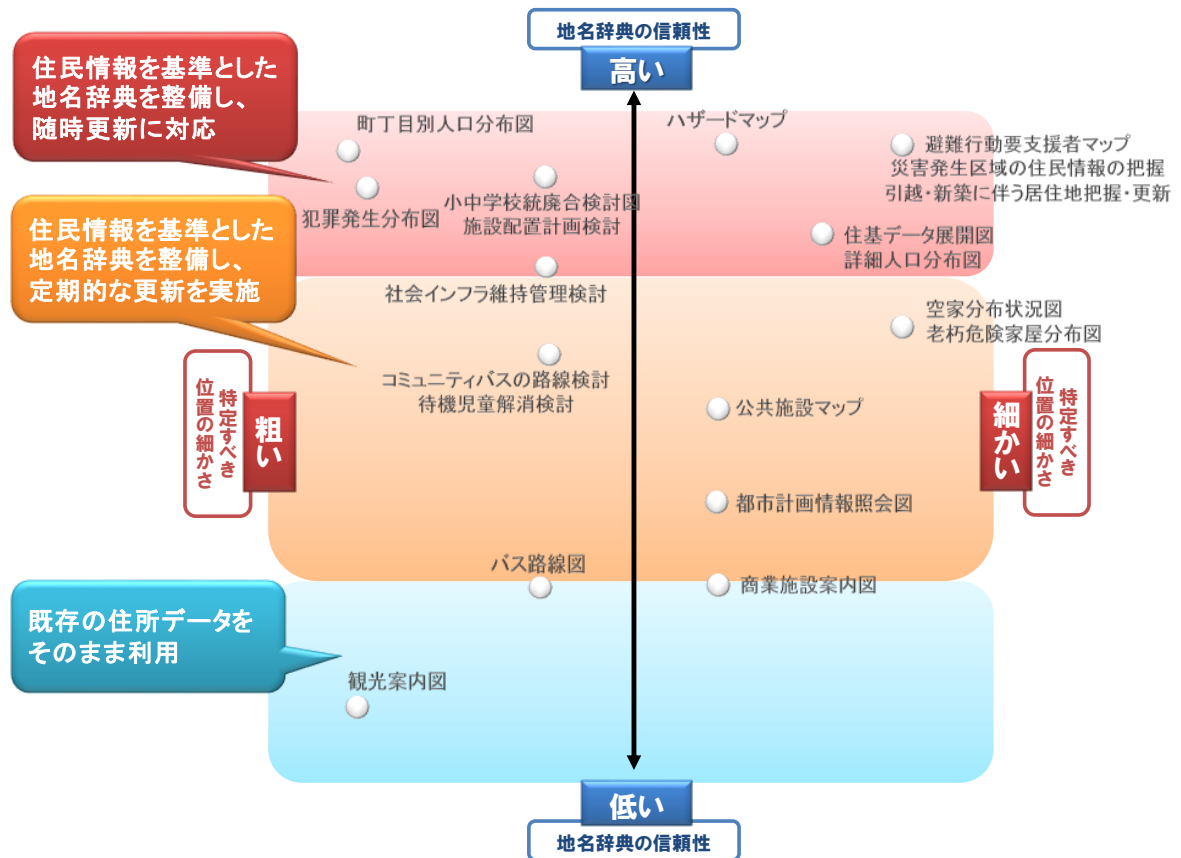 地名辞典の信頼性
高い
住民情報を基準とした
地名辞典を整備し、
随時更新に対応
町丁目別人口分布図
ハザードマップ
避難行動要支援者マップ
災害発生区域の住民情報の把握
引越・新築に伴う居住地把握・更新
犯罪発生分布図
小中学校統廃合検討図
施設配置計画検討
住基データ展開図
詳細人口分布図
住民情報を基準とした
地名辞典を整備し、
定期的な更新を実施
社会インフラ維持管理検討
空家分布状況図
老朽危険家屋分布図
コミュニティバスの路線検討
待機児童解消検討
公共施設マップ
特定すべき
位置の細かさ
粗い
細かい
特定すべき
位置の細かさ
都市計画情報照会図
バス路線図
商業施設案内図
既存の住所データを
そのまま利用
観光案内図
低い
地名辞典の信頼性